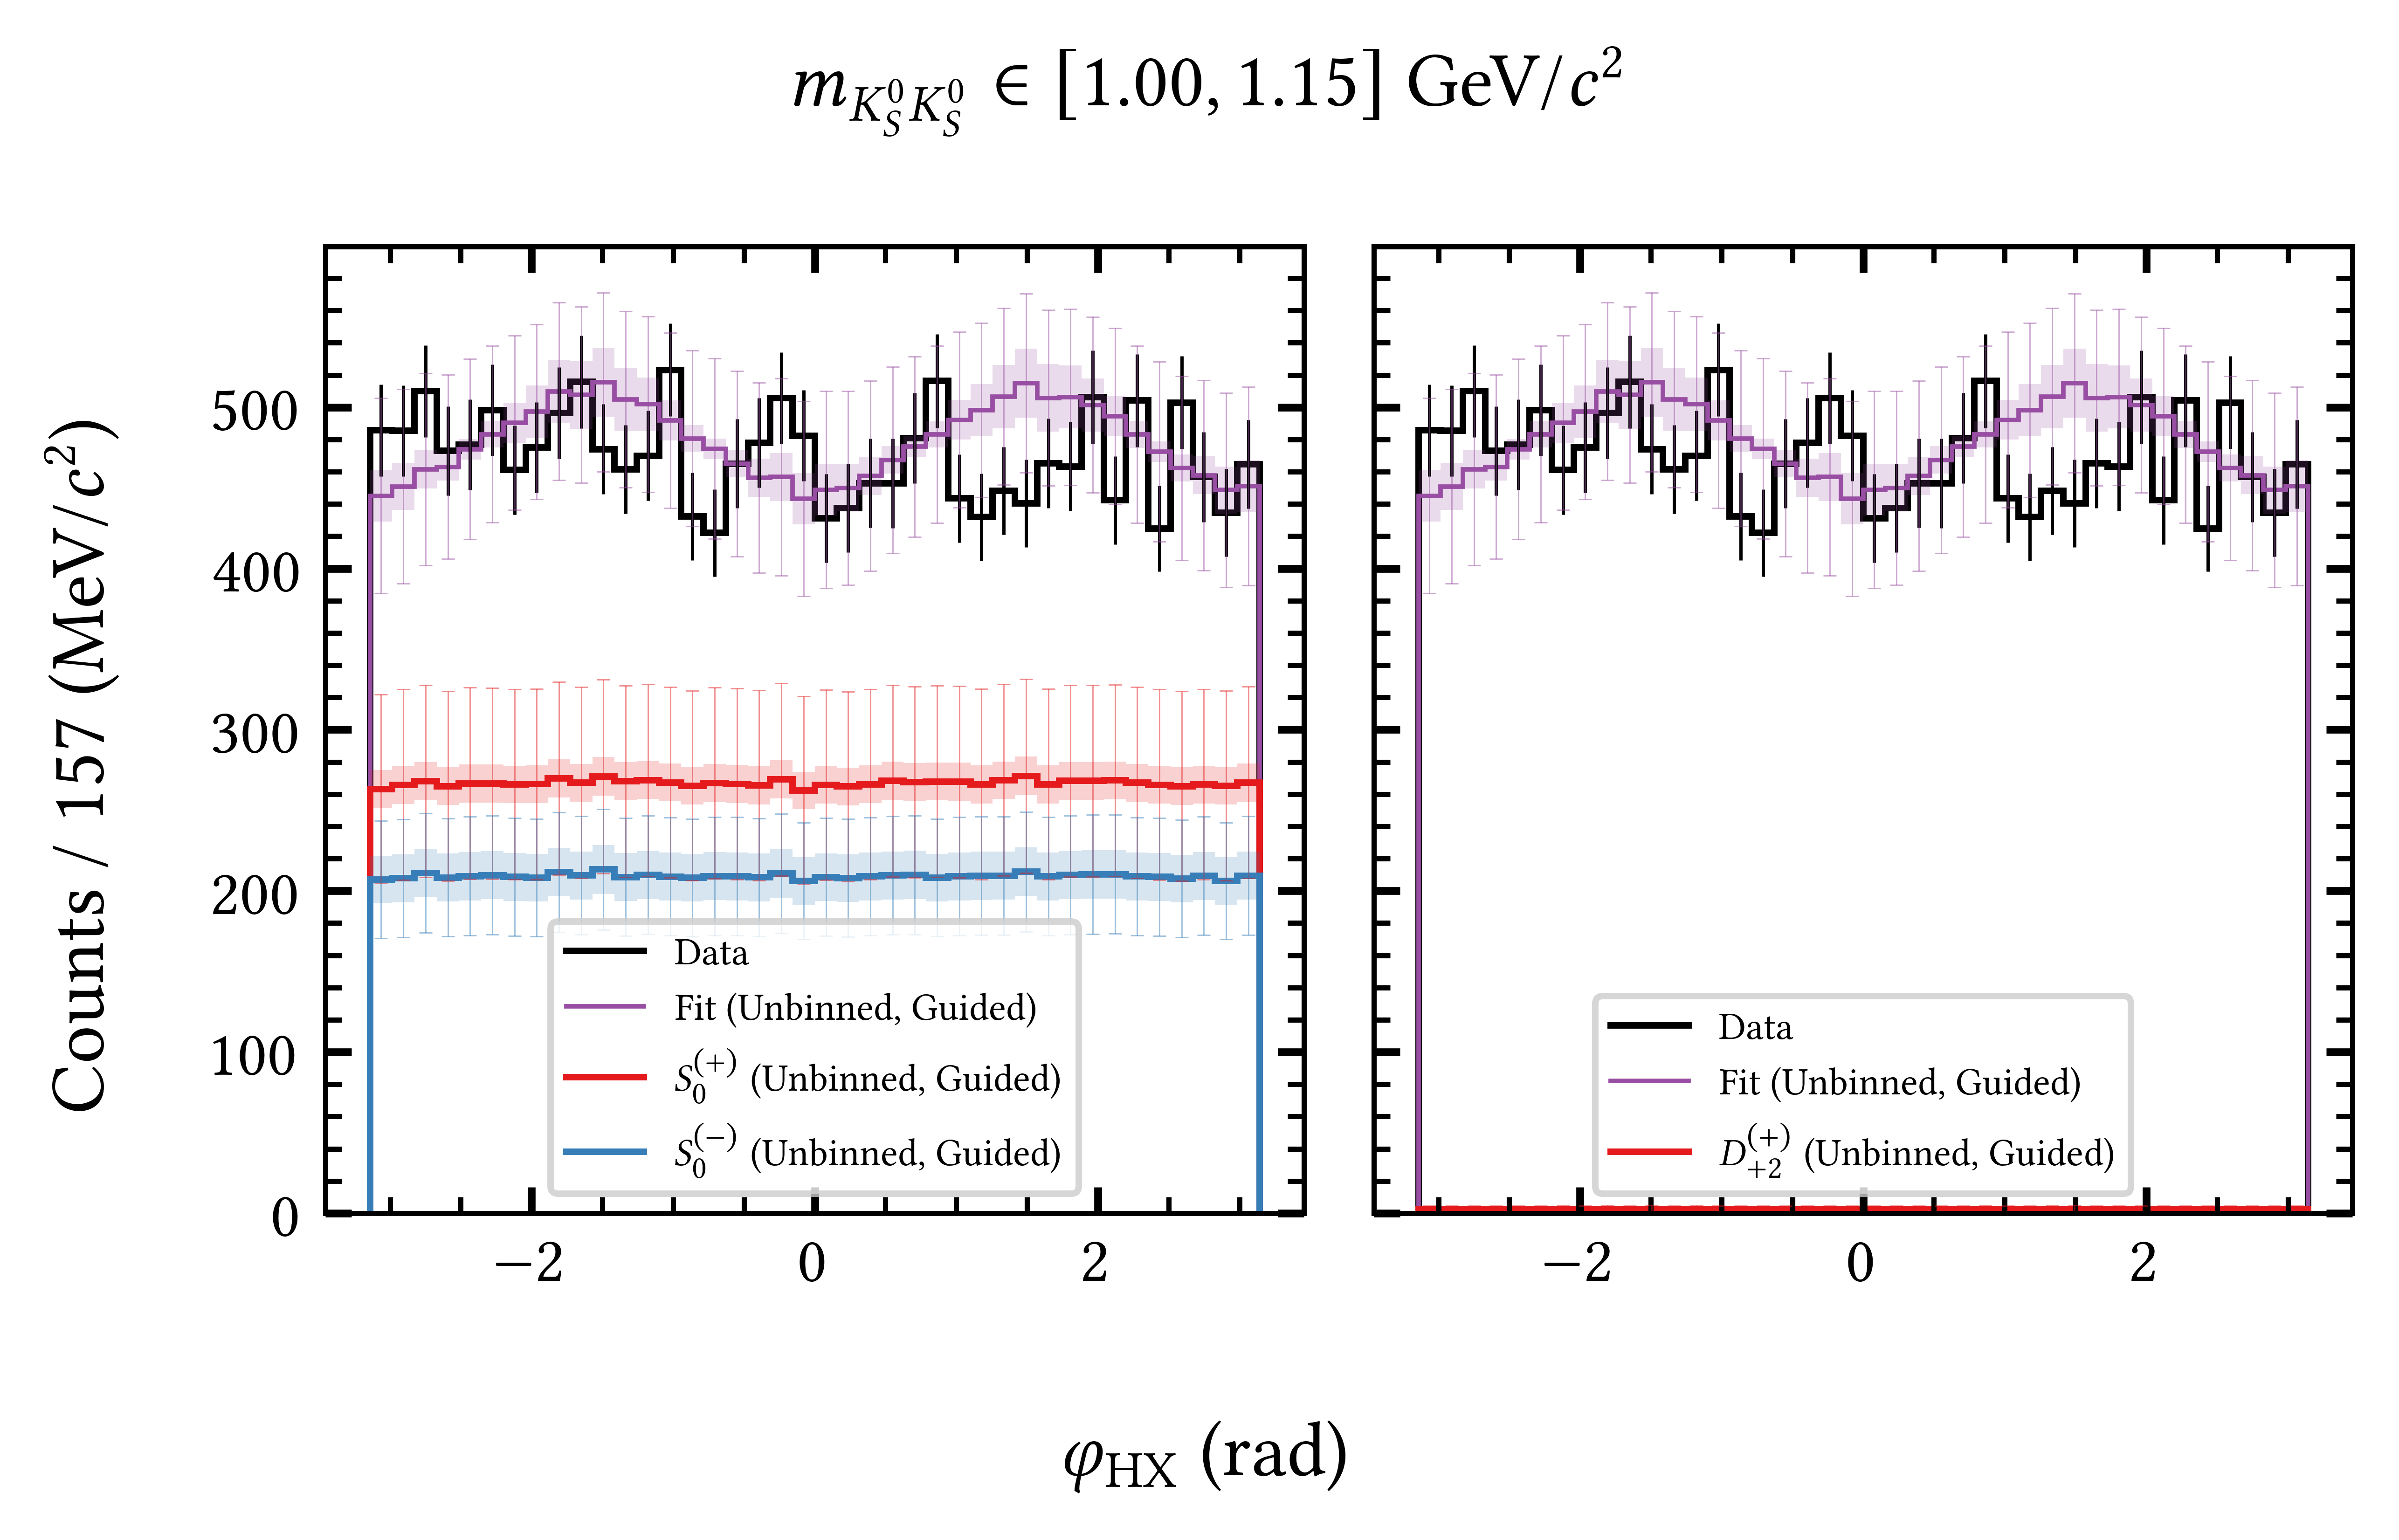 m_{K_S^0 K_S^0} ∈ [1.00, 1.15] GeV/c²
Counts / 157 (MeV/c²)
500
400
300
200
100
0
Data
Fit (Unbinned, Guided)
S_0^{(+)} (Unbinned, Guided)
S_0^{(−)} (Unbinned, Guided)
Data
Fit (Unbinned, Guided)
D_{+2}^{(+)} (Unbinned, Guided)
−2 0 2
−2 0 2
φ_{HX} (rad)